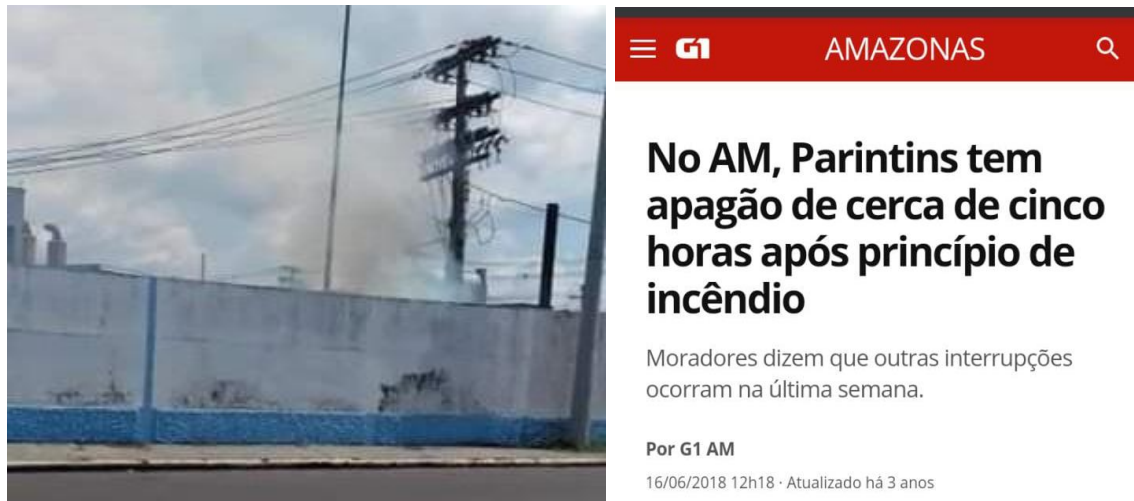 G1
AMAZONAS
No AM, Parintins tem
apagão de cerca de cinco
horas após princípio de
incêndio
Moradores dizem que outras interrupções
ocorram na última semana.
Por G1 AM
16/06/2018 12h18 · Atualizado há 3 anos